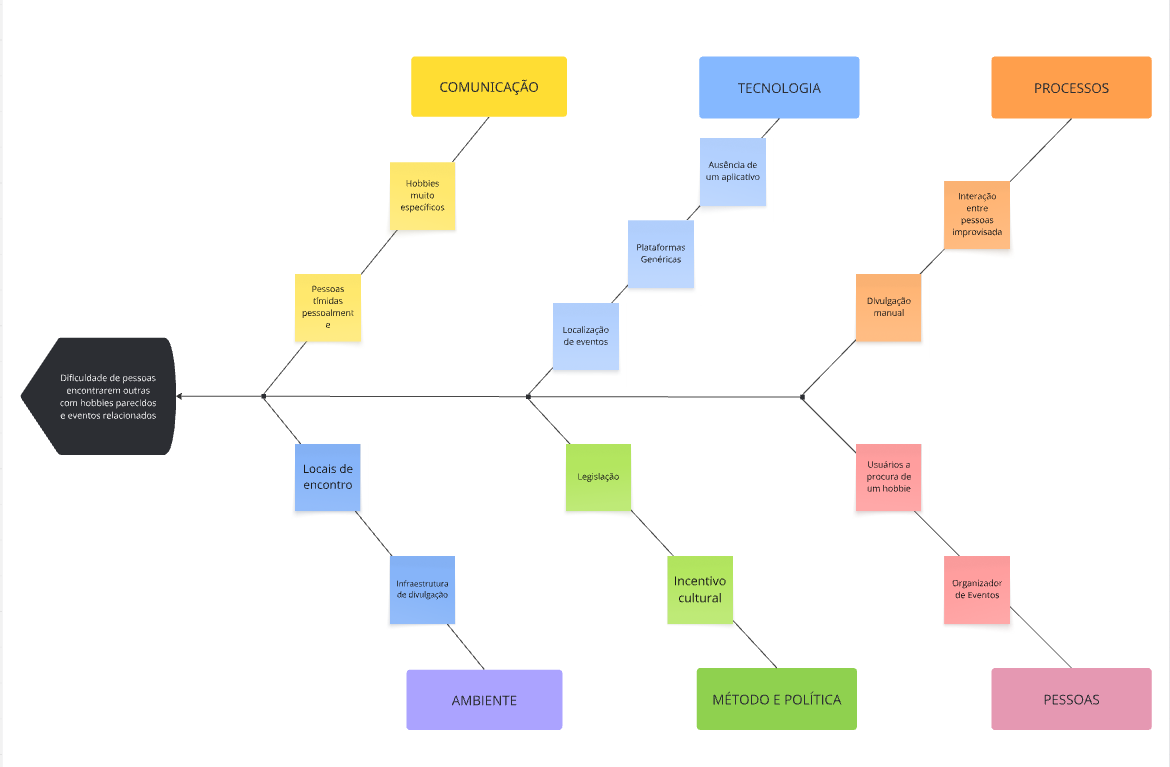 COMUNICAÇÃO
TECNOLOGIA
PROCESSOS
Ausência de
um aplicativo
Hobbies
muito
específicos
Interação
entre
pessoas
improvisada
Plataformas
Genéricas
Pessoas
tímidas
pessoalment
e
Localização
de eventos
Divulgação
manual
Dificuldade de pessoas
encontrarem outras
com hobbies parecidos
e eventos relacionados
Locais de
encontro
Legislação
Usuários a
procura de
um hobbie
Infraestrutura
de divulgação
Incentivo
cultural
Organizador
de Eventos
AMBIENTE
MÉTODO E POLÍTICA
PESSOAS